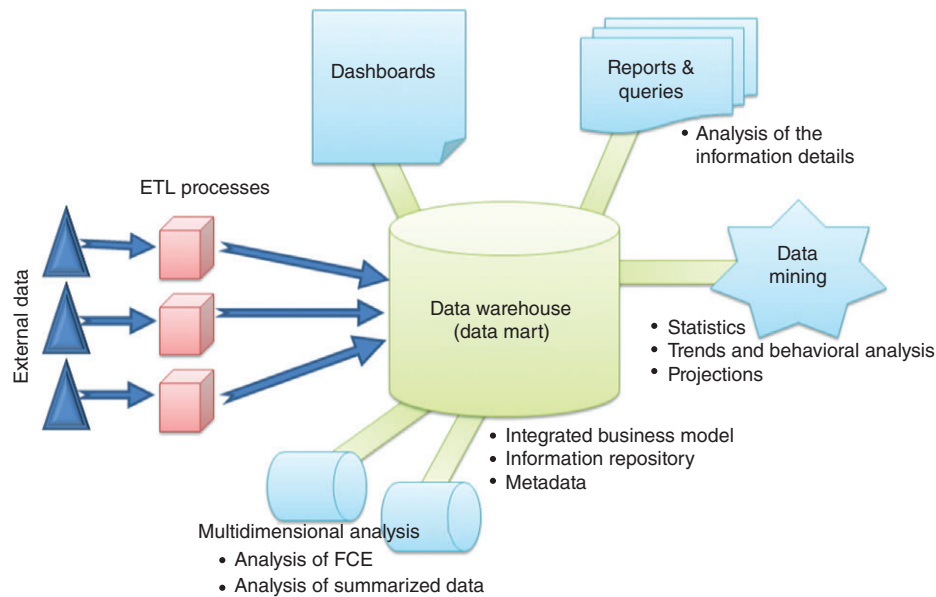 Dashboards
Reports &
queries
• Analysis of the
information details
ETL processes
External data
Data warehouse
(data mart)
Data
mining
• Statistics
• Trends and behavioral analysis
• Projections
• Integrated business model
• Information repository
• Metadata
Multidimensional analysis
• Analysis of FCE
• Analysis of summarized data